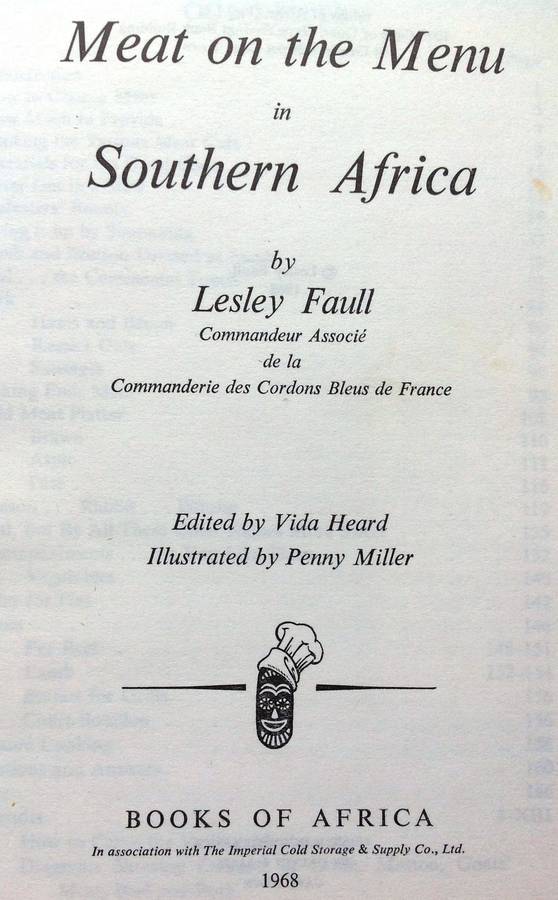 Meat on the Menu
in
Southern Africa
by
Lesley Faull
Commandeur Associé
de la
Commanderie des Cordons Bleus de France
Edited by Vida Heard
Illustrated by Penny Miller
BOOKS OF AFRICA
In association with The Imperial Cold Storage & Supply Co., Ltd.
1968